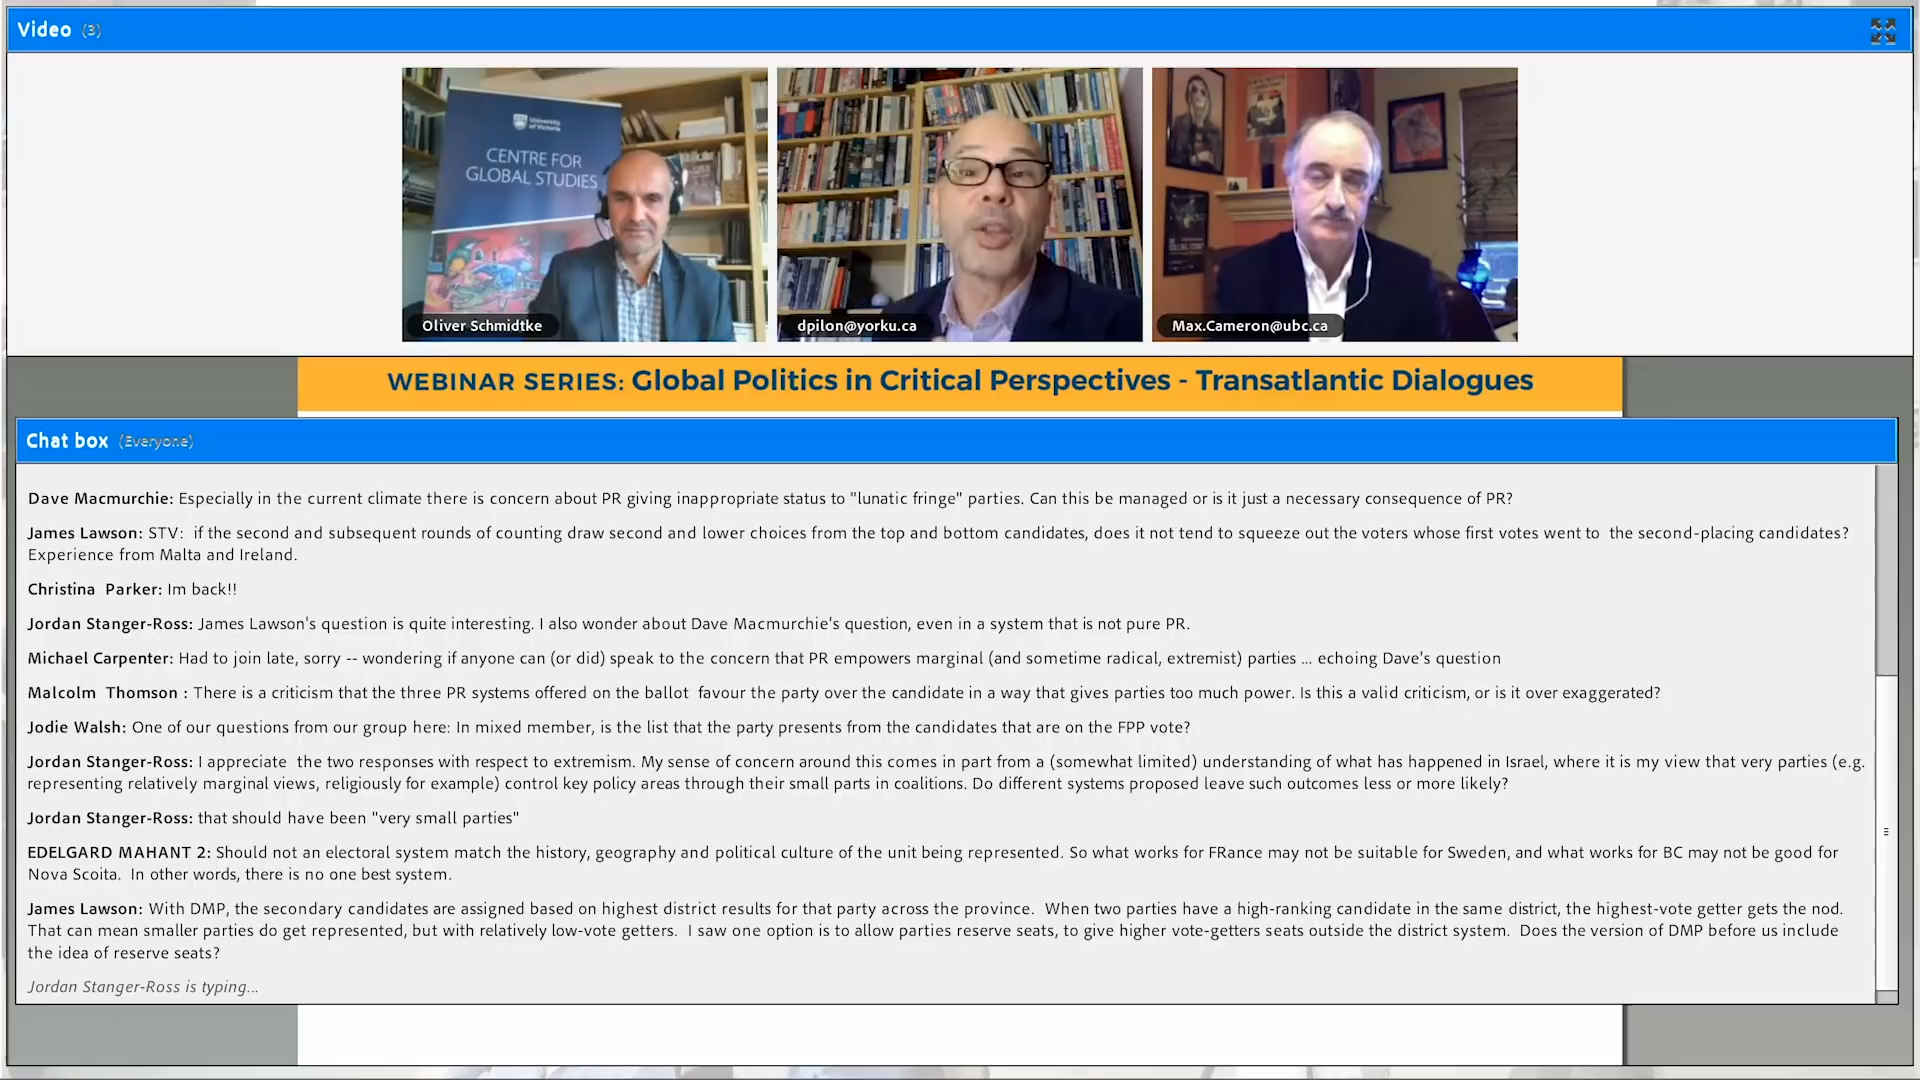 Video (3)
University
of Victoria
CENTRE FOR
GLOBAL STUDIES
Oliver Schmidtke
dpilon@yorku.ca
Max.Cameron@ubc.ca
WEBINAR SERIES: Global Politics in Critical Perspectives - Transatlantic Dialogues
Chat box (Everyone)
Dave Macmurchie: Especially in the current climate there is concern about PR giving inappropriate status to "lunatic fringe" parties. Can this be managed or is it just a necessary consequence of PR?
James Lawson: STV: if the second and subsequent rounds of counting draw second and lower choices from the top and bottom candidates, does it not tend to squeeze out the voters whose first votes went to the second-placing candidates?
Experience from Malta and Ireland.
Christina Parker: Im back!!
Jordan Stanger-Ross: James Lawson's question is quite interesting. I also wonder about Dave Macmurchie's question, even in a system that is not pure PR.
Michael Carpenter: Had to join late, sorry -- wondering if anyone can (or did) speak to the concern that PR empowers marginal (and sometime radical, extremist) parties ... echoing Dave's question
Malcolm Thomson : There is a criticism that the three PR systems offered on the ballot favour the party over the candidate in a way that gives parties too much power. Is this a valid criticism, or is it over exaggerated?
Jodie Walsh: One of our questions from our group here: In mixed member, is the list that the party presents from the candidates that are on the FPP vote?
Jordan Stanger-Ross: I appreciate the two responses with respect to extremism. My sense of concern around this comes in part from a (somewhat limited) understanding of what has happened in Israel, where it is my view that very parties (e.g.
representing relatively marginal views, religiously for example) control key policy areas through their small parts in coalitions. Do different systems proposed leave such outcomes less or more likely?
Jordan Stanger-Ross: that should have been "very small parties"
EDELGARD MAHANT 2: Should not an electoral system match the history, geography and political culture of the unit being represented. So what works for FRance may not be suitable for Sweden, and what works for BC may not be good for
Nova Scoita. In other words, there is no one best system.
James Lawson: With DMP, the secondary candidates are assigned based on highest district results for that party across the province. When two parties have a high-ranking candidate in the same district, the highest-vote getter gets the nod.
That can mean smaller parties do get represented, but with relatively low-vote getters. I saw one option is to allow parties reserve seats, to give higher vote-getters seats outside the district system. Does the version of DMP before us include
the idea of reserve seats?
Jordan Stanger-Ross is typing...